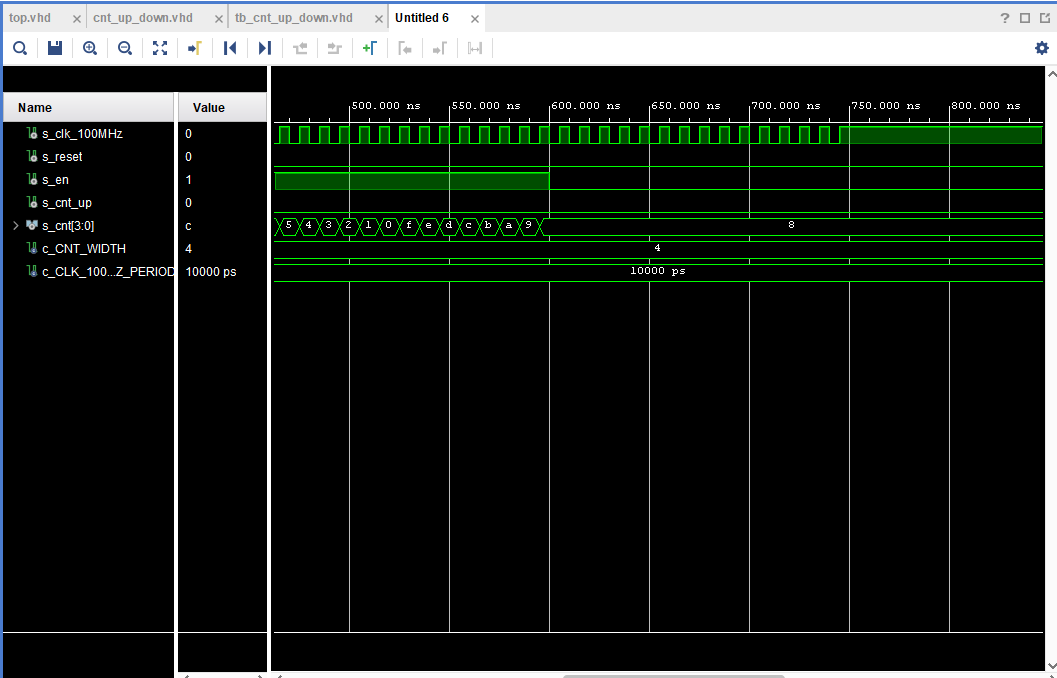 top.vhd × cnt_up_down.vhd × tb_cnt_up_down.vhd × Untitled 6 ×
?
Name Value
500.000 ns 550.000 ns 600.000 ns 650.000 ns 700.000 ns 750.000 ns 800.000 ns
s_clk_100MHz 0
s_reset 0
s_en 1
s_cnt_up 0
s_cnt[3:0] c 5 4 3 2 1 0 f e d c b a 9 8
c_CNT_WIDTH 4 4
c_CLK_100...Z_PERIOD 10000 ps 10000 ps